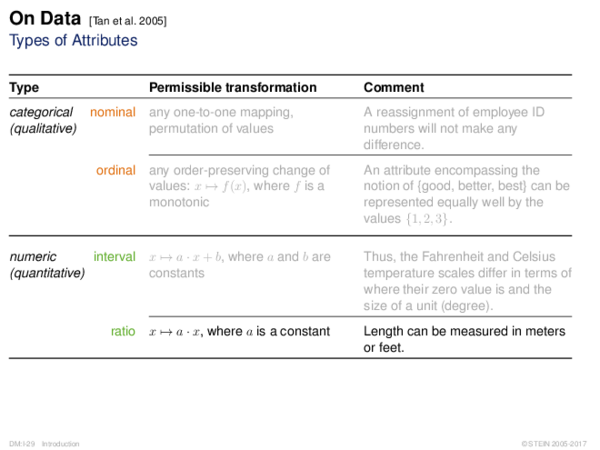 On Data [Tan et al. 2005]
Types of Attributes
Type Permissible transformation Comment
categorical nominal any one-to-one mapping, A reassignment of employee ID
(qualitative) permutation of values numbers will not make any
difference.
ordinal any order-preserving change of An attribute encompassing the
values: x ↦ f(x), where f is a notion of {good, better, best} can be
monotonic represented equally well by the
values {1, 2, 3}.
numeric interval x ↦ a · x + b, where a and b are Thus, the Fahrenheit and Celsius
(quantitative) constants temperature scales differ in terms of
where their zero value is and the
size of a unit (degree).
ratio x ↦ a · x, where a is a constant Length can be measured in meters
or feet.
DM:I-29 Introduction © STEIN 2005-2017